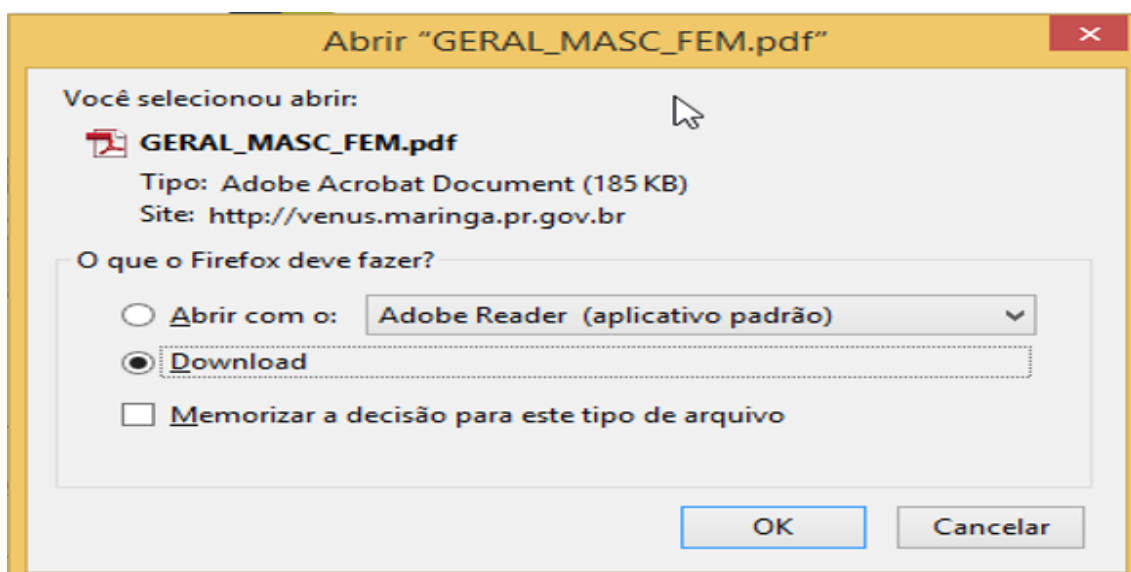 Abrir “GERAL_MASC_FEM.pdf”
Você selecionou abrir:
GERAL_MASC_FEM.pdf
Tipo: Adobe Acrobat Document (185 KB)
Site: http://venus.maringa.pr.gov.br
O que o Firefox deve fazer?
Abrir com o: Adobe Reader (aplicativo padrão)
Download
Memorizar a decisão para este tipo de arquivo
OK Cancelar